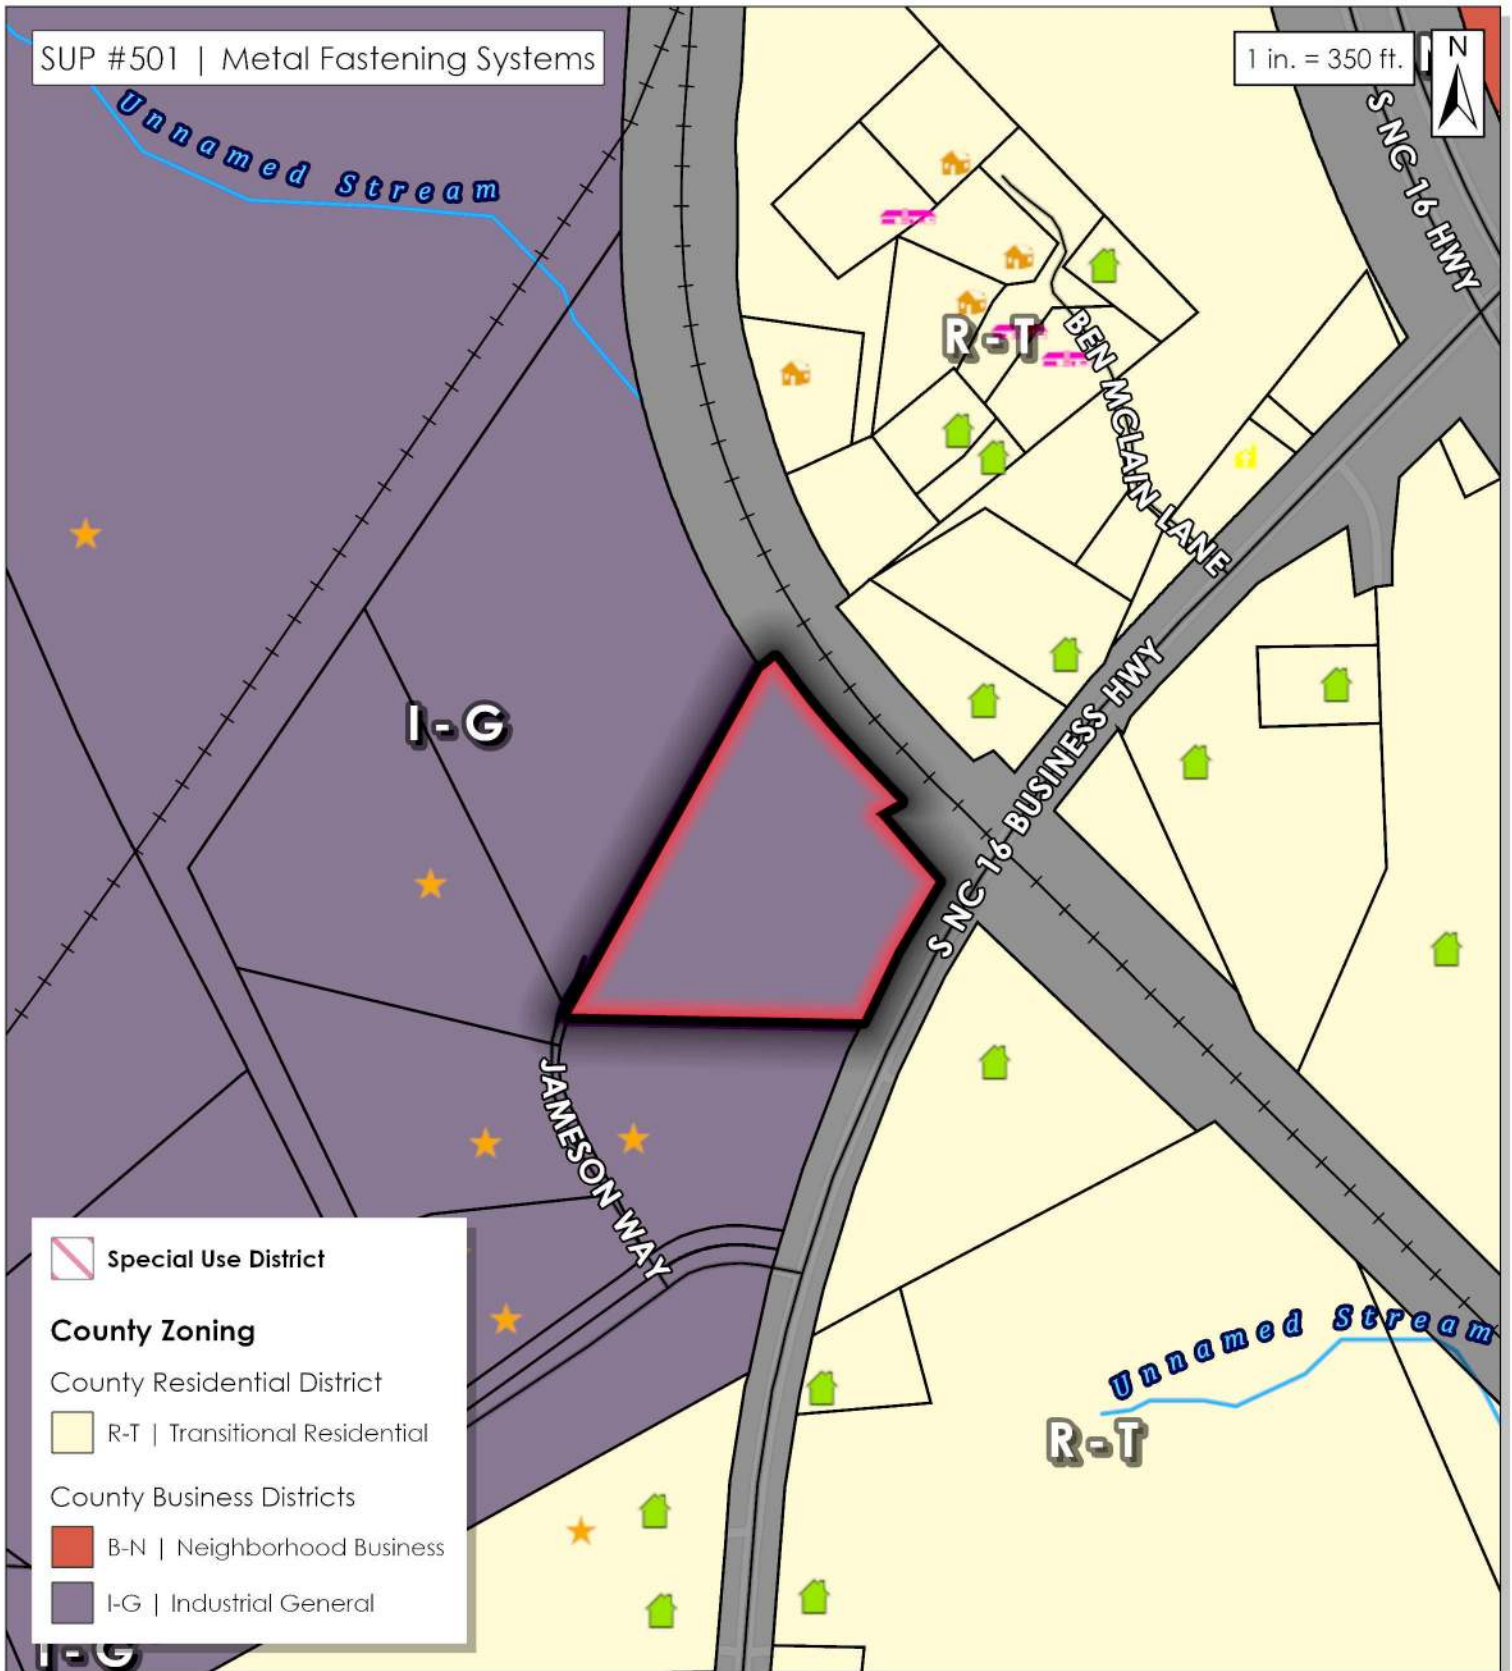 SUP #501 | Metal Fastening Systems
1 in. = 350 ft.
N
S NC 16 HWY
Unnamed Stream
R-T
BEN MCLAIN LANE
I-G
S NC 16 BUSINESS HWY
JAMESON WAY
Unnamed Stream
R-T
Special Use District
County Zoning
County Residential District
R-T | Transitional Residential
County Business Districts
B-N | Neighborhood Business
I-G | Industrial General
I-G